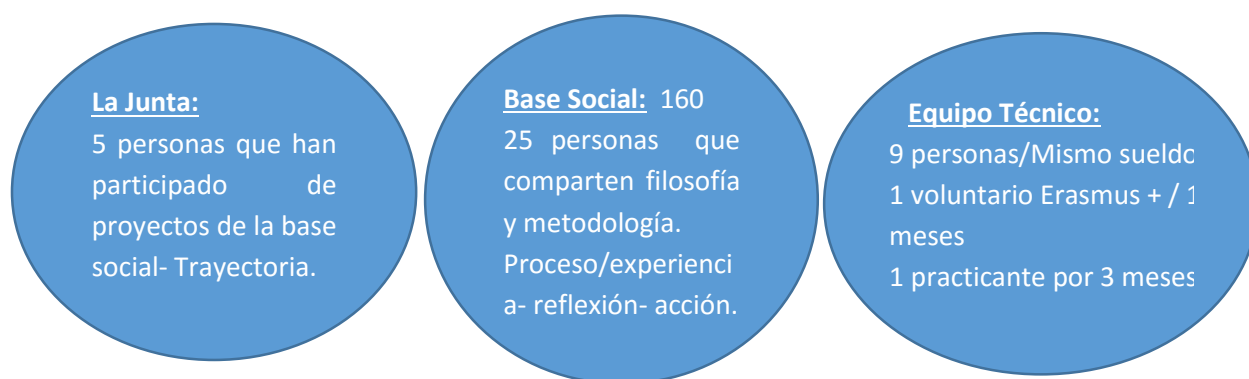 La Junta:
5 personas que han
participado de
proyectos de la base
social- Trayectoria.
Base Social: 160
25 personas que
comparten filosofía
y metodología.
Proceso/experienci
a- reflexión- acción.
Equipo Técnico:
9 personas/Mismo sueldo
1 voluntario Erasmus + /
meses
1 practicante por 3 meses